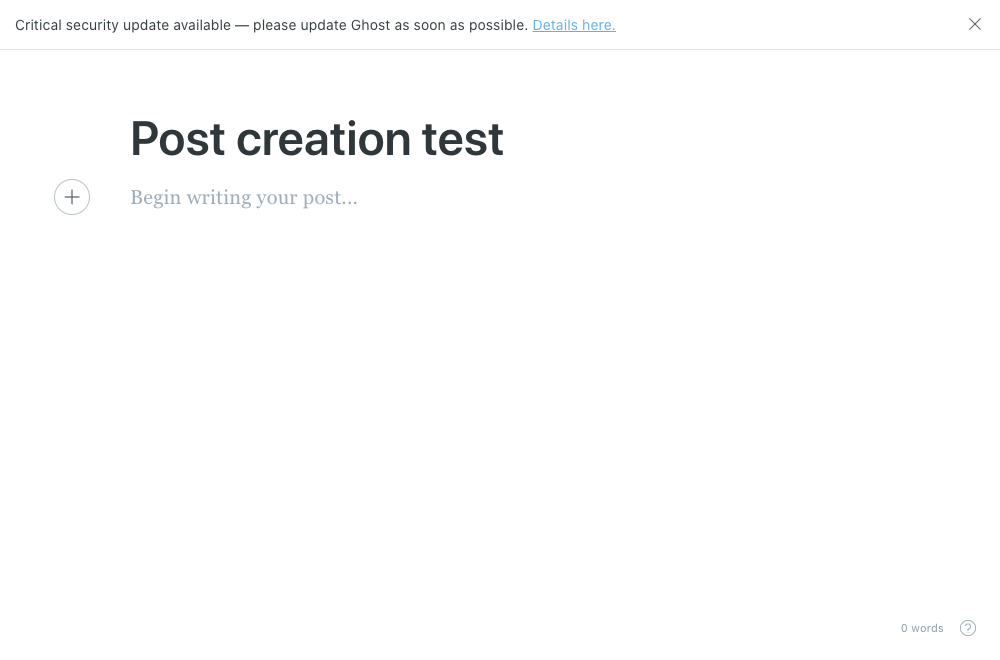 Critical security update available — please update Ghost as soon as possible. Details here.
Post creation test
Begin writing your post...
0 words
?